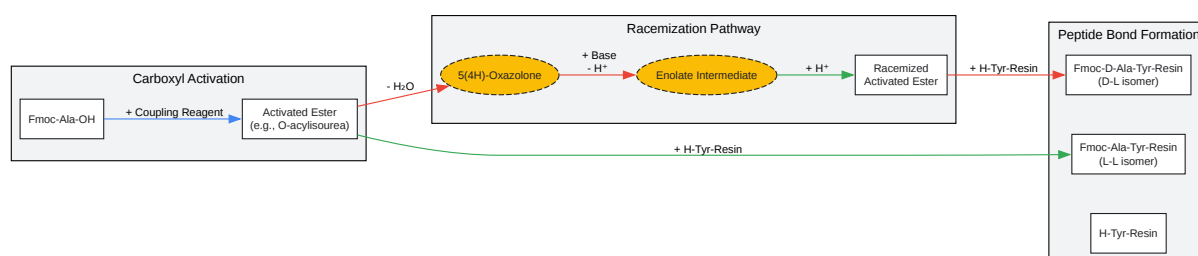 Carboxyl Activation
Fmoc-Ala-OH
+ Coupling Reagent
Activated Ester
(e.g., O-acylisourea)
- H₂O
Racemization Pathway
5(4H)-Oxazolone
+ Base
- H⁺
Enolate Intermediate
+ H⁺
Racemized
Activated Ester
+ H-Tyr-Resin
+ H-Tyr-Resin
Peptide Bond Formation
Fmoc-D-Ala-Tyr-Resin
(D-L isomer)
Fmoc-Ala-Tyr-Resin
(L-L isomer)
H-Tyr-Resin